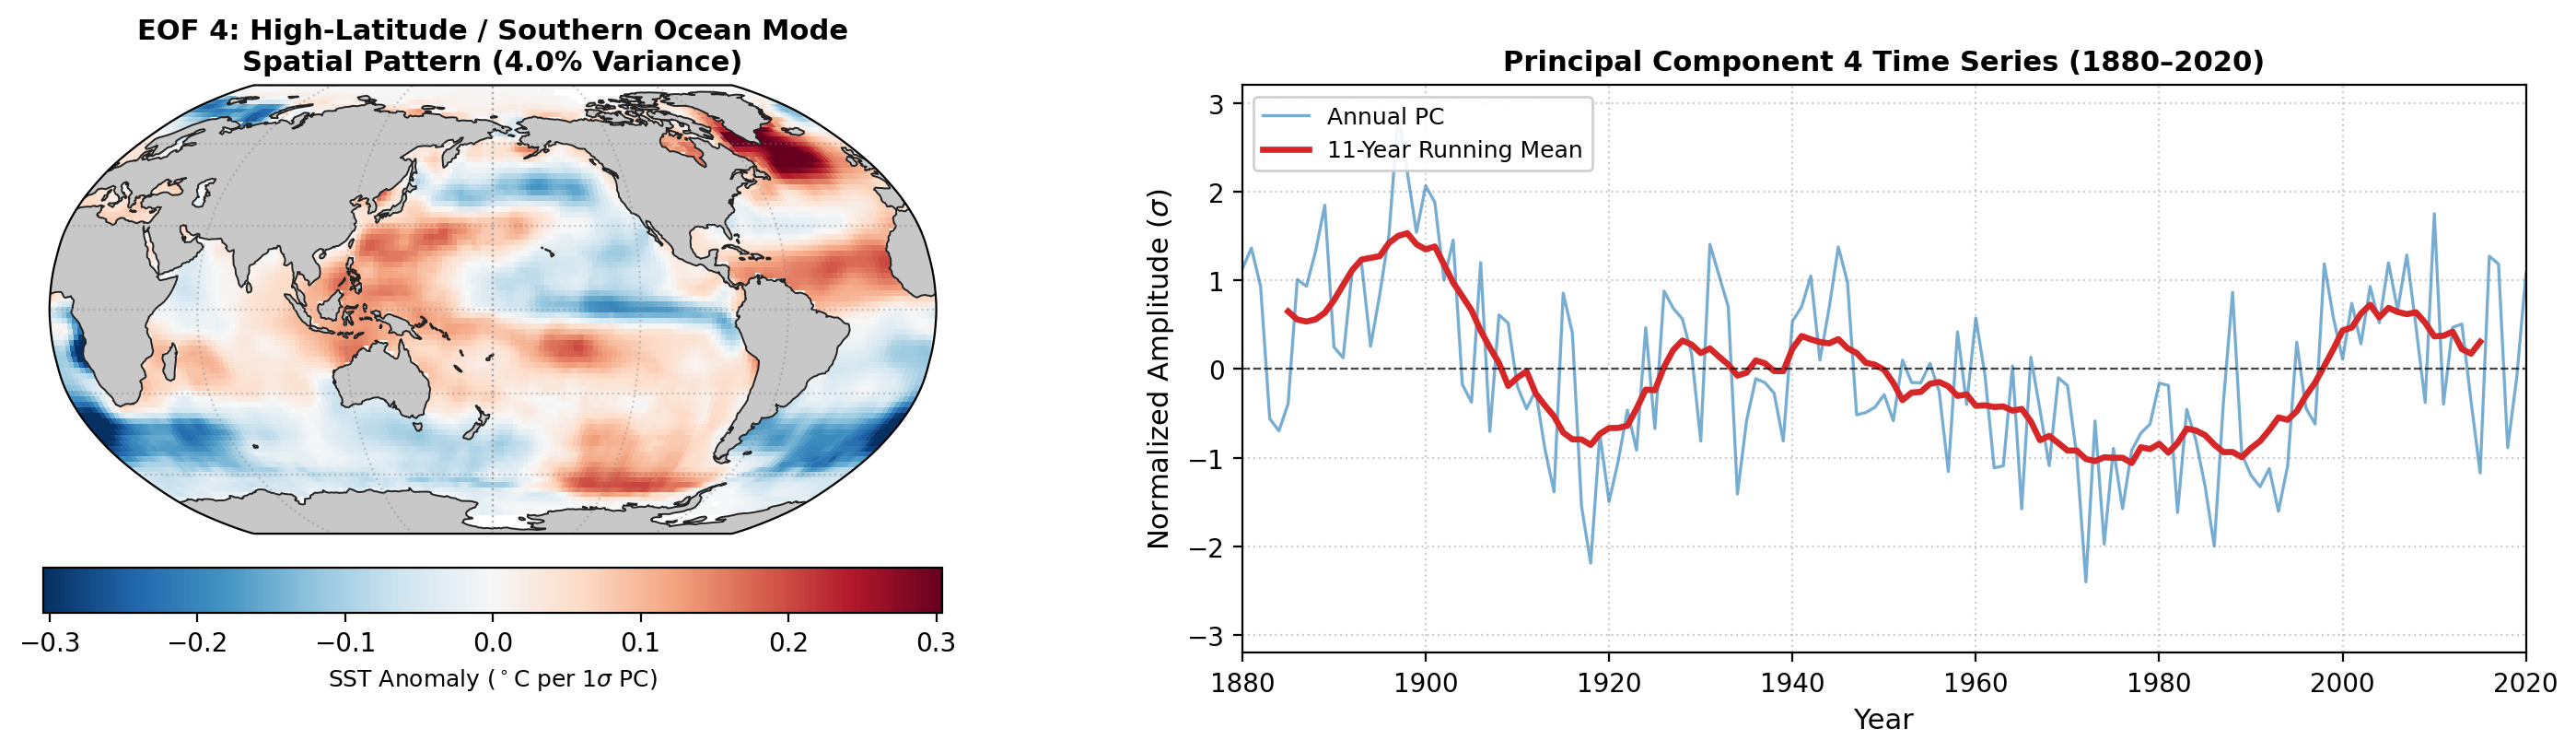 EOF 4: High-Latitude / Southern Ocean Mode
Spatial Pattern (4.0% Variance)
−0.3 −0.2 −0.1 0.0 0.1 0.2 0.3
SST Anomaly (°C per 1σ PC)
Principal Component 4 Time Series (1880–2020)
Annual PC
11-Year Running Mean
Normalized Amplitude (σ)
3
2
1
0
−1
−2
−3
1880 1900 1920 1940 1960 1980 2000 2020
Year